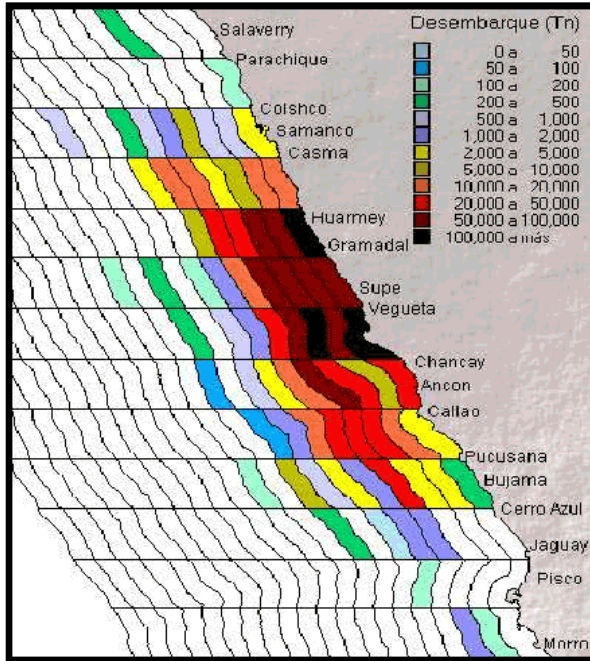 Desembarque (Tn)
0 a 50
50 a 100
100 a 200
200 a 500
500 a 1,000
1,000 a 2,000
2,000 a 5,000
5,000 a 10,000
10,000 a 20,000
20,000 a 50,000
50,000 a 100,000
100,000 a más
Salaverry
Parachique
Coishco
Samanco
Casma
Huarmey
Gramadal
Supe
Vegueta
Chancay
Ancon
Callao
Pucusana
Bujama
Cerro Azul
Jaguay
Pisco
Morro